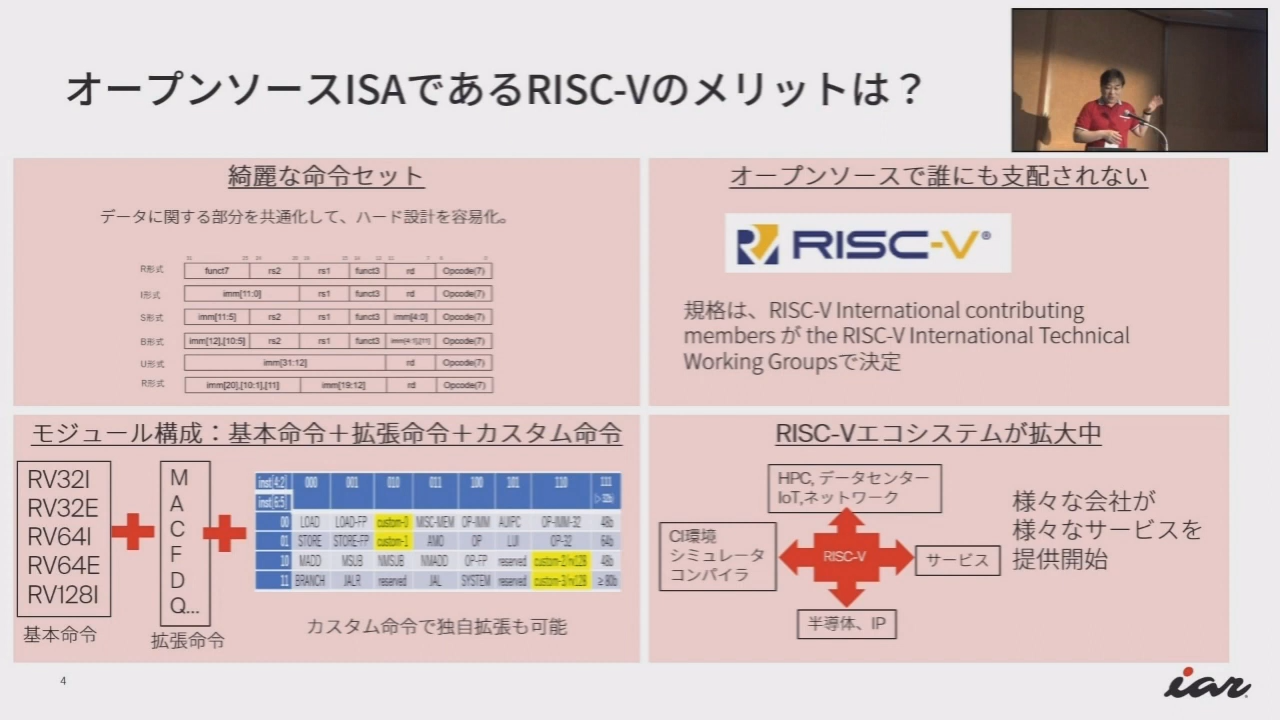 オープンソースISAであるRISC-Vのメリットは？
綺麗な命令セット
データに関する部分を共通化して、ハード設計を容易化。
R形式 funct7 rs2 rs1 funct3 rd Opcode(7)
I形式 imm[11:0] rs1 funct3 rd Opcode(7)
S形式 imm[11:5] rs2 rs1 funct3 imm[4:0] Opcode(7)
B形式 imm[12],[10:5] rs2 rs1 funct3 imm[4:1],[11] Opcode(7)
U形式 imm[31:12] rd Opcode(7)
R形式 imm[20],[10:1],[11] imm[19:12] rd Opcode(7)
オープンソースで誰にも支配されない
RISC-V®
規格は、RISC-V International contributing
members が the RISC-V International Technical
Working Groupsで決定
モジュール構成：基本命令＋拡張命令＋カスタム命令
RV32I
RV32E
RV64I
RV64E
RV128I
基本命令
M
A
C
F
D
Q...
拡張命令
inst[4:2] 000 001 010 011 100 101 110 111
inst[6:5]
00 LOAD LOAD-FP custom-0 MISC-MEM OP-IMM AUIPC OP-IMM-32 48b
01 STORE STORE-FP custom-1 AMO OP LUI OP-32 64b
10 MADD MSUB NMSUB NMADD OP-FP reserved custom-2/rv128 48b
11 BRANCH JALR reserved JAL SYSTEM reserved custom-3/rv128 ≥80b
カスタム命令で独自拡張も可能
RISC-Vエコシステムが拡大中
HPC, データセンター
IoT,ネットワーク
CI環境
シミュレータ
コンパイラ
RISC-V
サービス
半導体、IP
様々な会社が
様々なサービスを
提供開始
4
iar